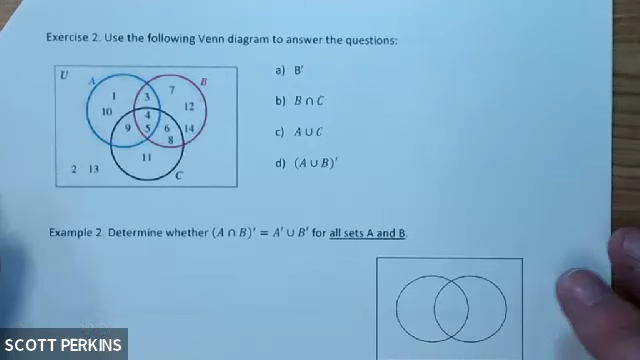 Exercise 2. Use the following Venn diagram to answer the questions:
U
A
B
1
3
7
10
4
12
9
5
6
14
8
11
2 13
C
a) B'
b) B ∩ C
c) A ∪ C
d) (A ∪ B)'
Example 2. Determine whether (A ∩ B)' = A' ∪ B' for all sets A and B.
SCOTT PERKINS